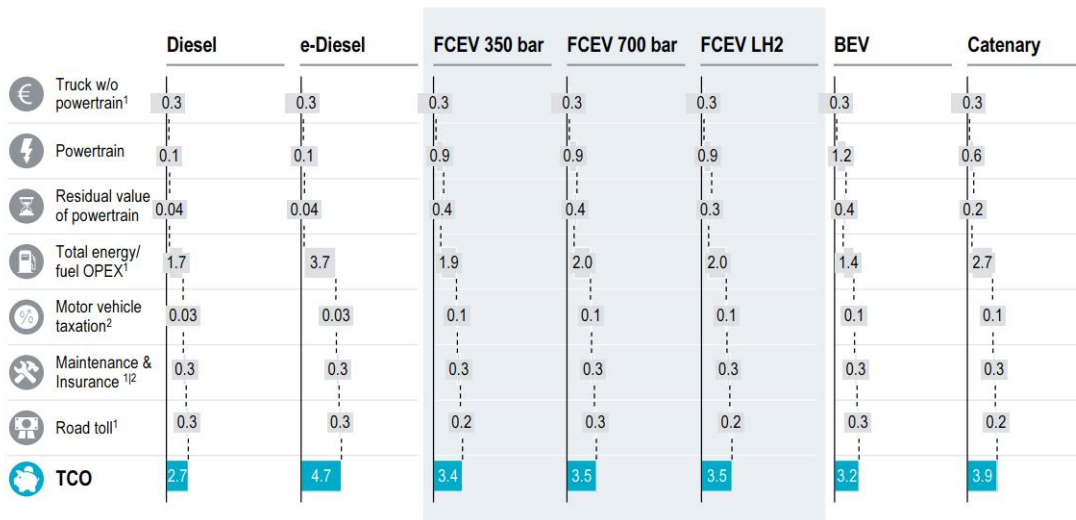 Diesel e-Diesel FCEV 350 bar FCEV 700 bar FCEV LH2 BEV Catenary
€ Truck w/o
powertrain¹ 0.3 0.3 0.3 0.3 0.3 0.3 0.3
Powertrain 0.1 0.1 0.9 0.9 0.9 1.2 0.6
Residual value
of powertrain 0.04 0.04 0.4 0.4 0.3 0.4 0.2
Total energy/
fuel OPEX¹ 1.7 3.7 1.9 2.0 2.0 1.4 2.7
% Motor vehicle
taxation² 0.03 0.03 0.1 0.1 0.1 0.1 0.1
Maintenance &
Insurance ¹|² 0.3 0.3 0.3 0.3 0.3 0.3 0.3
Road toll¹ 0.3 0.3 0.2 0.3 0.2 0.3 0.2
TCO 2.7 4.7 3.4 3.5 3.5 3.2 3.9